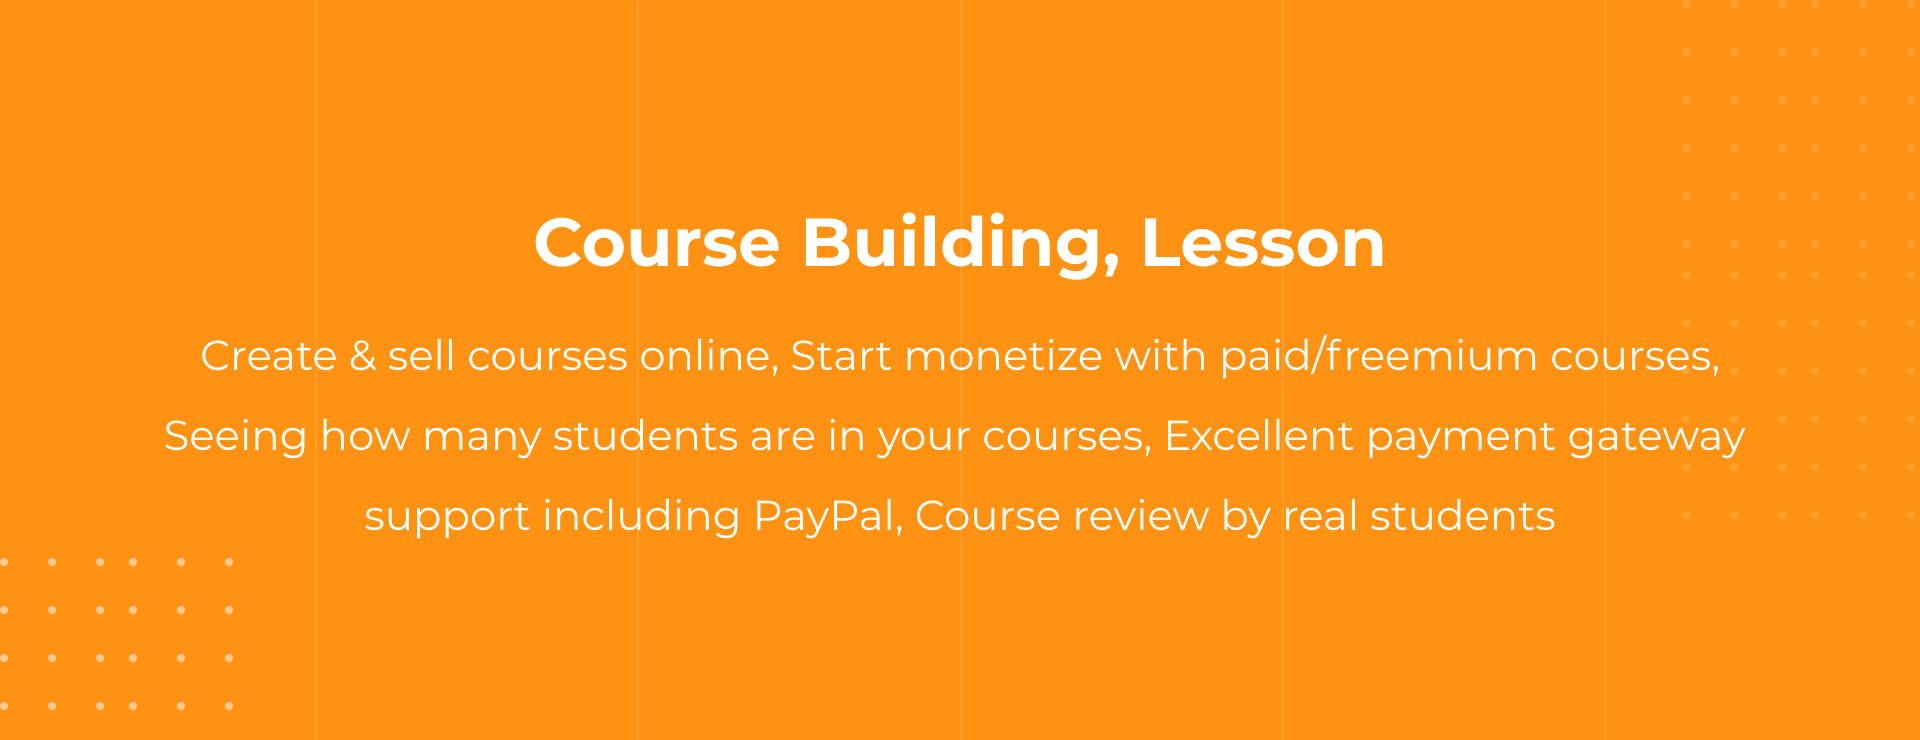 Course Building, Lesson
Create & sell courses online, Start monetize with paid/freemium courses,
Seeing how many students are in your courses, Excellent payment gateway
support including PayPal, Course review by real students